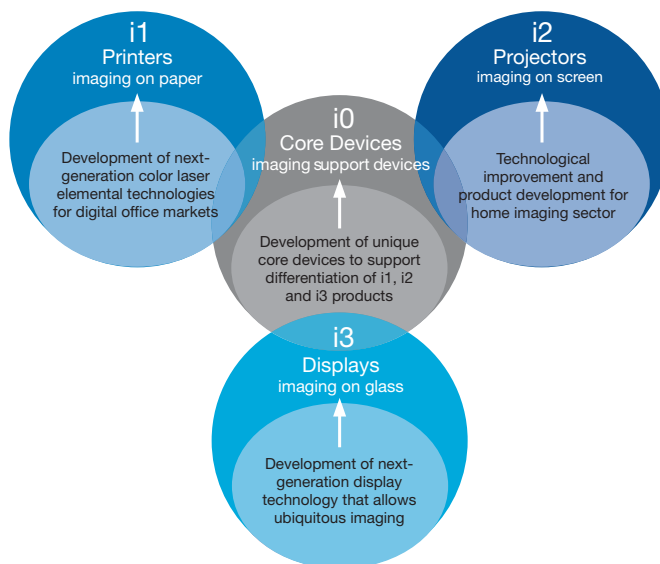 i1
Printers
imaging on paper
Development of next-
generation color laser
elemental technologies
for digital office markets
i2
Projectors
imaging on screen
Technological
improvement and
product development for
home imaging sector
i0
Core Devices
imaging support devices
Development of unique
core devices to support
differentiation of i1, i2
and i3 products
i3
Displays
imaging on glass
Development of next-
generation display
technology that allows
ubiquitous imaging